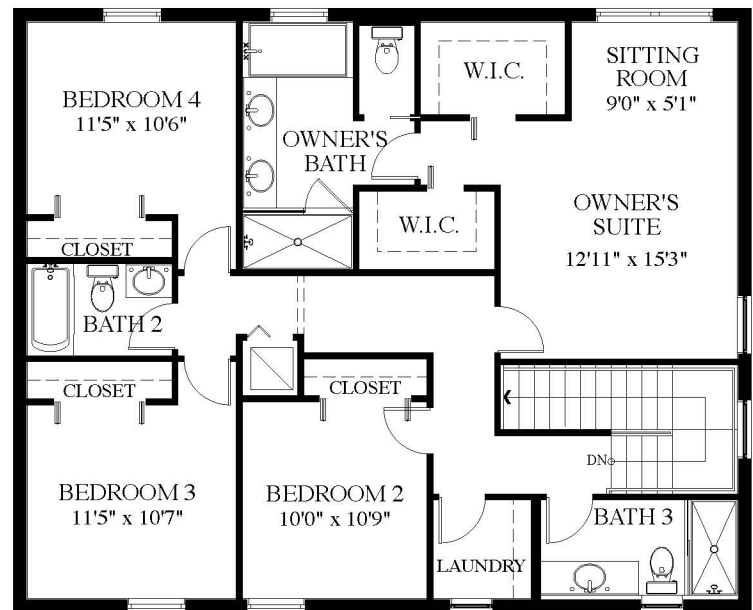 BEDROOM 4
11'5" x 10'6"
OWNER'S
BATH
W.I.C.
SITTING
ROOM
9'0" x 5'1"
W.I.C.
OWNER'S
SUITE
12'11" x 15'3"
CLOSET
BATH 2
CLOSET
CLOSET
BEDROOM 3
11'5" x 10'7"
BEDROOM 2
10'0" x 10'9"
DN
BATH 3
LAUNDRY